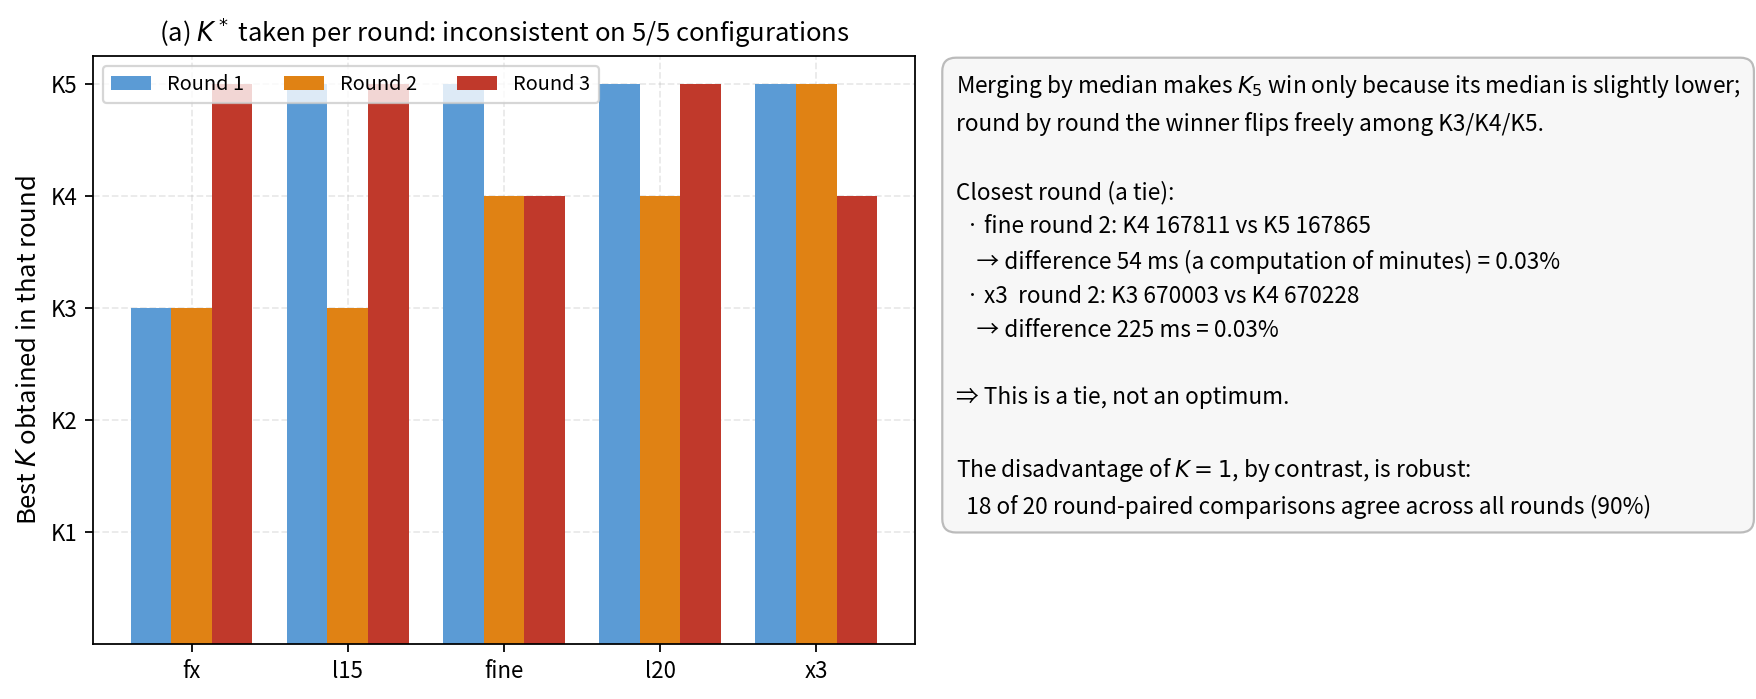 (a) K* taken per round: inconsistent on 5/5 configurations
Round 1
Round 2
Round 3
Best K obtained in that round
K5
K4
K3
K2
K1
fx
l15
fine
l20
x3
Merging by median makes K₅ win only because its median is slightly lower;
round by round the winner flips freely among K3/K4/K5.
Closest round (a tie):
· fine round 2: K4 167811 vs K5 167865
→ difference 54 ms (a computation of minutes) = 0.03%
· x3 round 2: K3 670003 vs K4 670228
→ difference 225 ms = 0.03%
⇒ This is a tie, not an optimum.
The disadvantage of K = 1, by contrast, is robust:
18 of 20 round-paired comparisons agree across all rounds (90%)